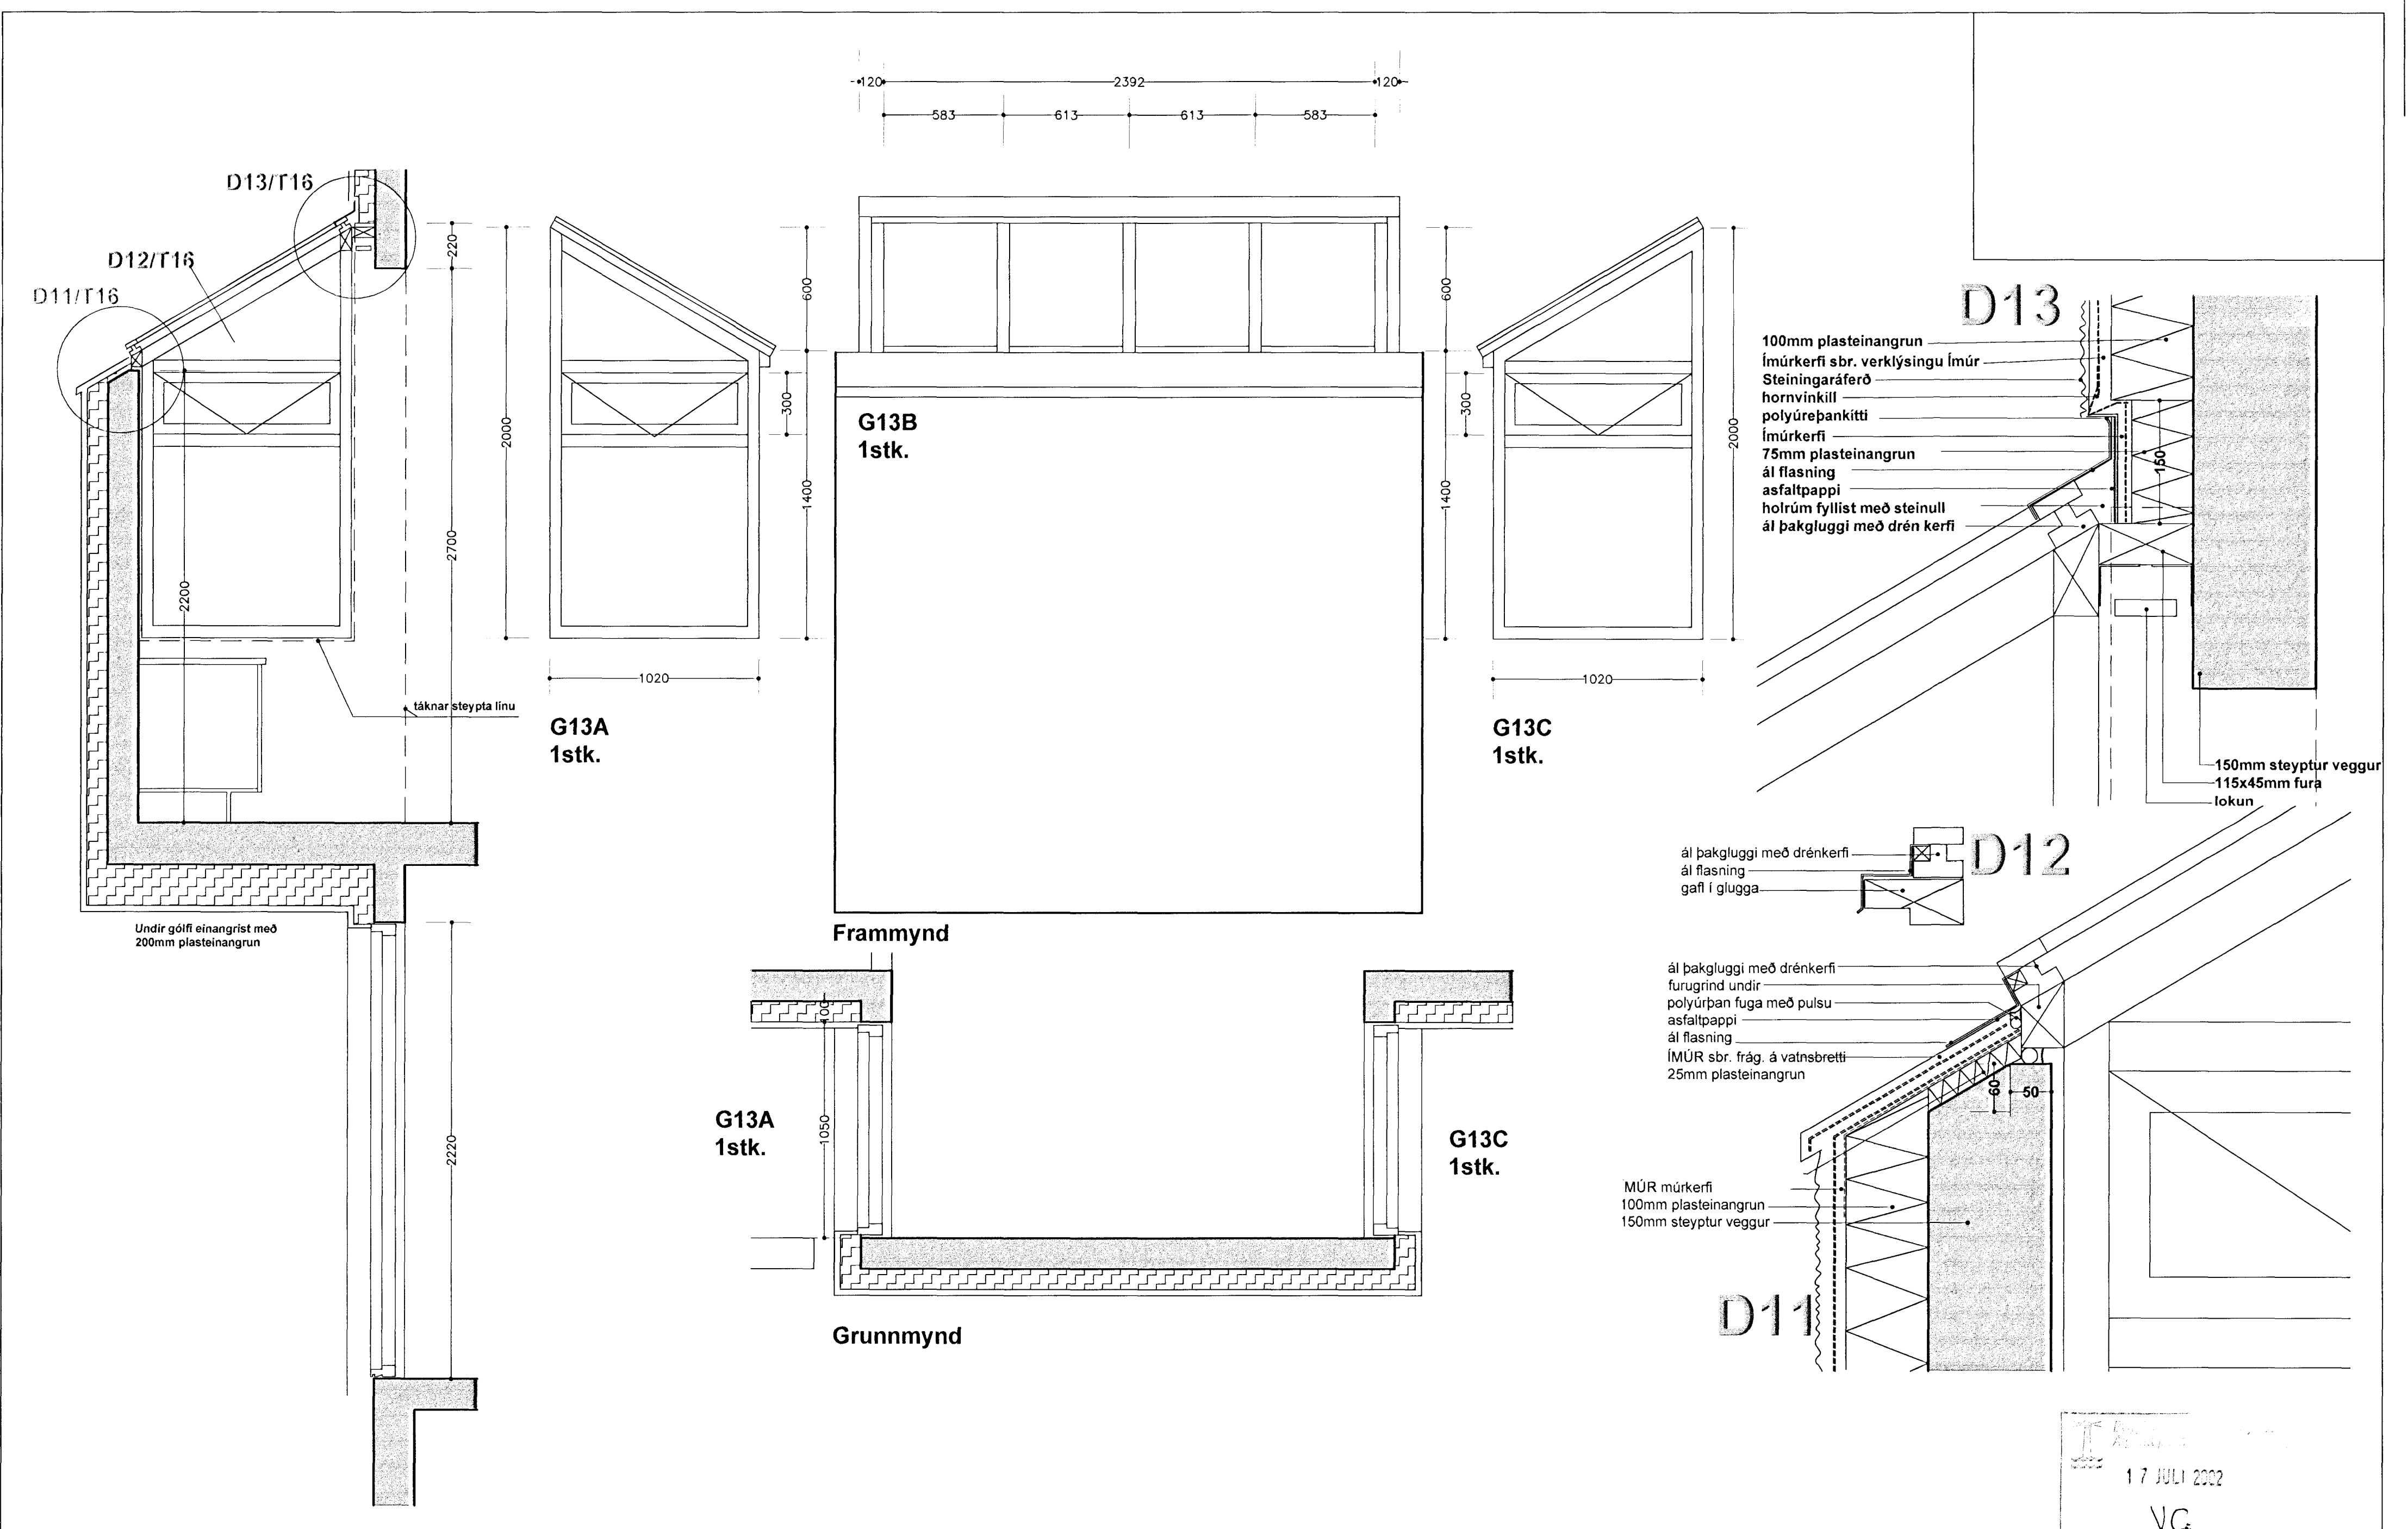 120
2392
120
583
613
613
583
D13/T16
D12/T16
D11/T16
220
2700
2200
táknar steypta línu
Undir gólfi einangrist með
200mm plasteinangrun
2220
2000
600
300
1400
1020
G13A
1stk.
G13B
1stk.
Frammynd
600
300
1400
2000
1020
G13C
1stk.
100
1050
G13A
1stk.
G13C
1stk.
Grunnmynd
D13
100mm plasteinangrun
Ímúrkerfi sbr. verklýsingu Ímúr
Steiningaráferð
hornvinkill
polyúreþankítti
Ímúrkerfi
75mm plasteinangrun
ál flasning
asfaltpappi
holrúm fyllist með steinull
ál þakgluggi með drén kerfi
150
150mm steyptur veggur
115x45mm fura
lokun
D12
ál þakgluggi með drénkerfi
ál flasning
gafl í glugga
ál þakgluggi með drénkerfi
furugrind undir
polyúrþan fuga með pulsu
asfaltpappi
ál flasning
ÍMÚR sbr. frág. á vatnsbretti
25mm plasteinangrun
60
50
MÚR múrkerfi
100mm plasteinangrun
150mm steyptur veggur
D11
17 JULI 2002